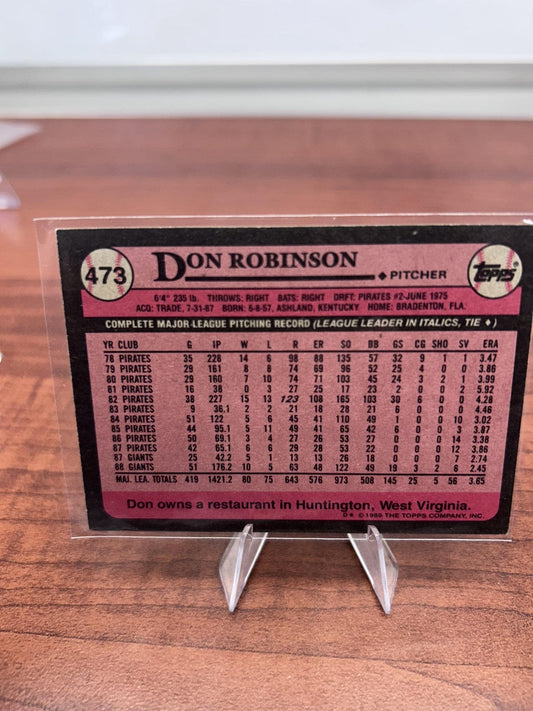 473
DON ROBINSON
◆ PITCHER
Topps
6'4" 235 lb. THROWS: RIGHT BATS: RIGHT DRFT: PIRATES #2-JUNE 1975
ACQ: TRADE, 7-31-87 BORN: 6-8-57, ASHLAND, KENTUCKY HOME: BRADENTON, FLA.
COMPLETE MAJOR LEAGUE PITCHING RECORD (LEAGUE LEADER IN ITALICS, TIE ◆)
YR CLUB G IP W L R ER SO BB GS CG SHO SV ERA
78 PIRATES 35 228 14 6 98 88 135 57 32 9 1 1 3.47
79 PIRATES 29 161 8 8 74 69 96 52 25 4 0 0 3.86
80 PIRATES 29 160 7 10 74 71 103 45 24 3 2 1 3.99
81 PIRATES 16 38 0 3 27 25 17 23 2 0 0 2 5.92
82 PIRATES 38 227 15 13 123 108 165 103 30 6 0 0 4.28
83 PIRATES 9 36.1 2 2 21 18 28 21 6 0 0 0 4.46
84 PIRATES 51 122 5 6 45 41 110 49 1 0 0 10 3.02
85 PIRATES 44 95.1 5 11 49 41 65 42 6 0 0 3 3.87
86 PIRATES 50 69.1 3 4 27 26 53 27 0 0 0 14 3.38
87 PIRATES 42 65.1 6 6 29 28 53 22 0 0 0 12 3.86
87 GIANTS 25 42.2 5 1 13 13 26 18 0 0 0 7 2.74
88 GIANTS 51 176.2 10 5 63 48 122 49 19 3 2 6 2.45
MAJ. LEA. TOTALS 419 1421.2 80 75 643 576 973 508 145 25 5 56 3.65
Don owns a restaurant in Huntington, West Virginia.
D* © 1989 THE TOPPS COMPANY, INC.